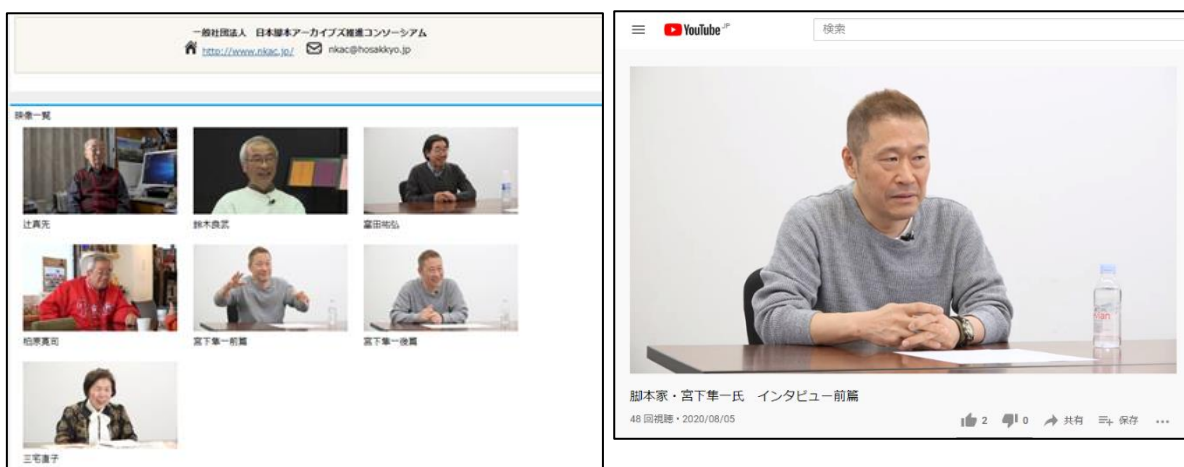 一般社団法人 日本脚本アーカイブズ推進コンソーシアム
http://www.nkac.jp/ nkac@hosakkyo.jp
映像一覧
辻真先 鈴木良武 富田祐弘
柏原寛司 宮下隼一前篇 宮下隼一後篇
三宅直子
YouTube JP 検索
脚本家・宮下隼一氏 インタビュー前篇
48 回視聴・2020/08/05 2 0 共有 保存